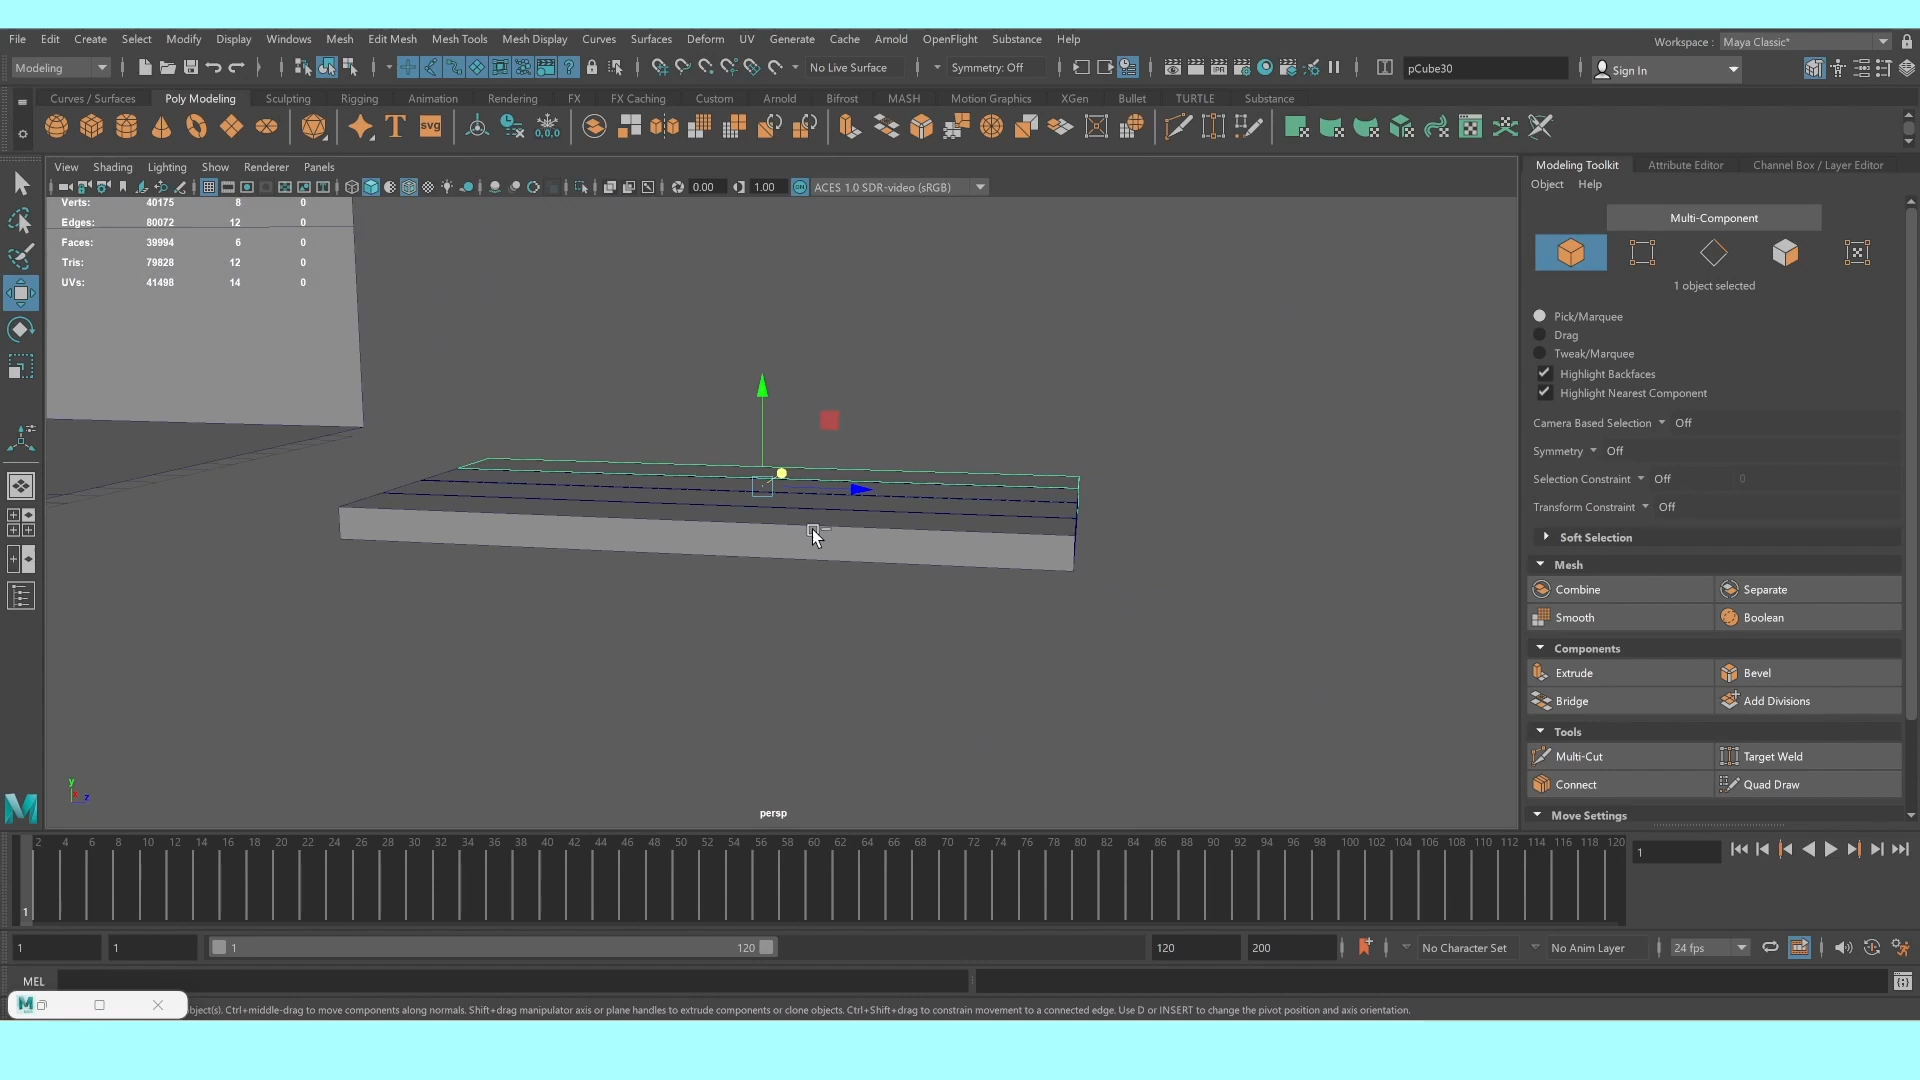 File Edit Create Select Modify Display Windows Mesh Edit Mesh Mesh Tools Mesh Display Curves Surfaces Deform UV Generate Cache Arnold OpenFlight Substance Help
Workspace : Maya Classic*
Modeling No Live Surface Symmetry: Off pCube30 Sign In
Curves / Surfaces Poly Modeling Sculpting Rigging Animation Rendering FX FX Caching Custom Arnold Bifrost MASH Motion Graphics XGen Bullet TURTLE Substance
T svg 0,0,0
View Shading Lighting Show Renderer Panels
0.00 1.00 ON ACES 1.0 SDR-video (sRGB)
Verts: 40175 8 0
Edges: 80072 12 0
Faces: 39994 6 0
Tris: 79828 12 0
UVs: 41498 14 0
y
z
persp
Modeling Toolkit Attribute Editor Channel Box / Layer Editor
Object Help
Multi-Component
1 object selected
Pick/Marquee
Drag
Tweak/Marquee
Highlight Backfaces
Highlight Nearest Component
Camera Based Selection Off
Symmetry Off
Selection Constraint Off 0
Transform Constraint Off
Soft Selection
Mesh
Combine Separate
Smooth Boolean
Components
Extrude Bevel
Bridge Add Divisions
Tools
Multi-Cut Target Weld
Connect Quad Draw
Move Settings
2 4 6 8 10 12 14 16 18 20 22 24 26 28 30 32 34 36 38 40 42 44 46 48 50 52 54 56 58 60 62 64 66 68 70 72 74 76 78 80 82 84 86 88 90 92 94 96 98 100 102 104 106 108 110 112 114 116 118 120
1
1
1 1 1 120 120 200 No Character Set No Anim Layer 24 fps
MEL
M
bject(s). Ctrl+middle-drag to move components along normals. Shift+drag manipulator axis or plane handles to extrude components or clone objects. Ctrl+Shift+drag to constrain movement to a connected edge. Use D or INSERT to change the pivot position and axis orientation.